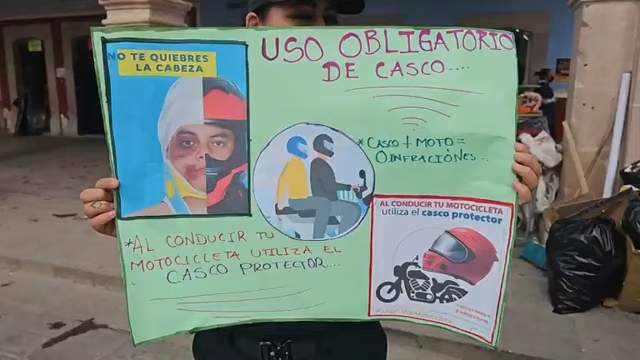 USO OBLIGATORIO
DE CASCO....
NO TE QUIEBRES
LA CABEZA
*CASCO + MOTO =
0 INFRACIÓNES...
*AL CONDUCIR TU
MOTOCICLETA UTILIZA EL
CASCO PROTECTOR...
AL CONDUCIR TU MOTOCICLETA
utiliza el casco protector